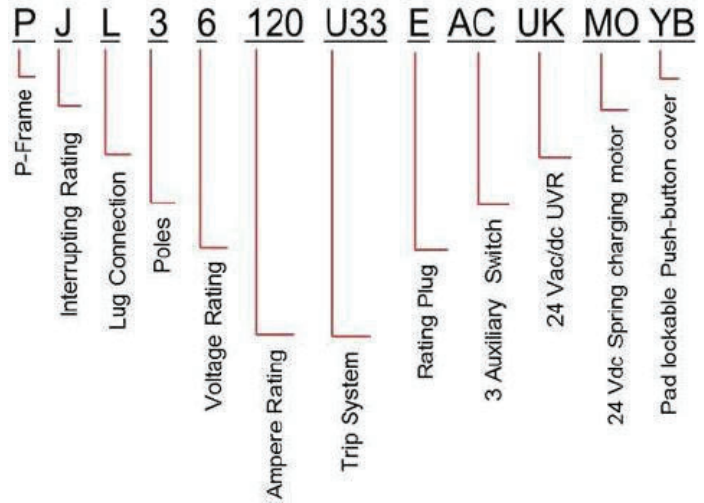 P J L 3 6 120 U33 E AC UK MO YB
P-Frame
Interrupting Rating
Lug Connection
Poles
Voltage Rating
Ampere Rating
Trip System
Rating Plug
3 Auxiliary Switch
24 Vac/dc UVR
24 Vdc Spring charging motor
Pad lockable Push-button cover